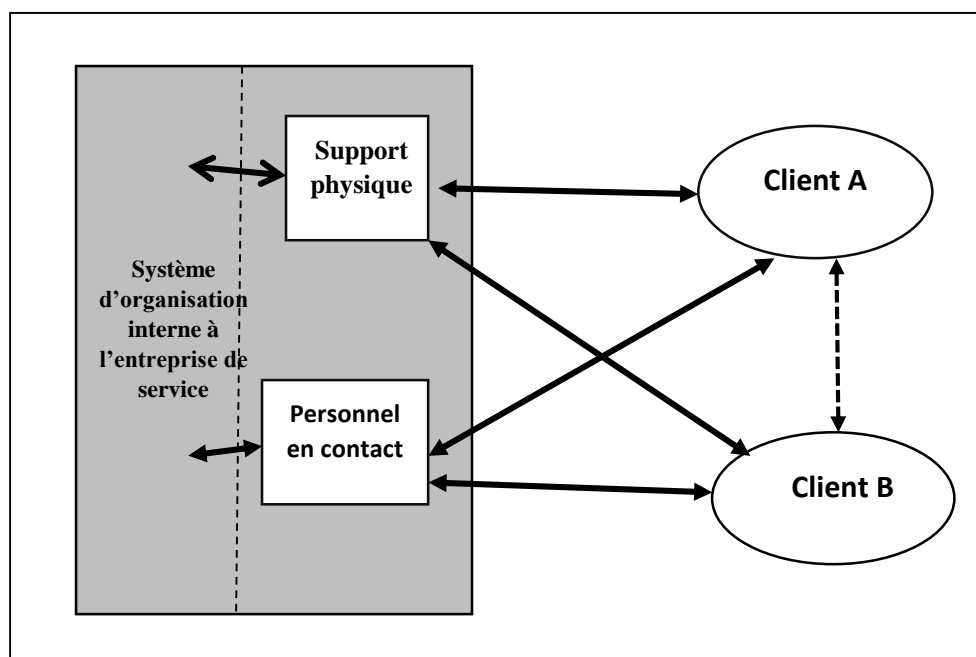 Support
physique
Client A
Système
d’organisation
interne à
l’entreprise de
service
Personnel
en contact
Client B